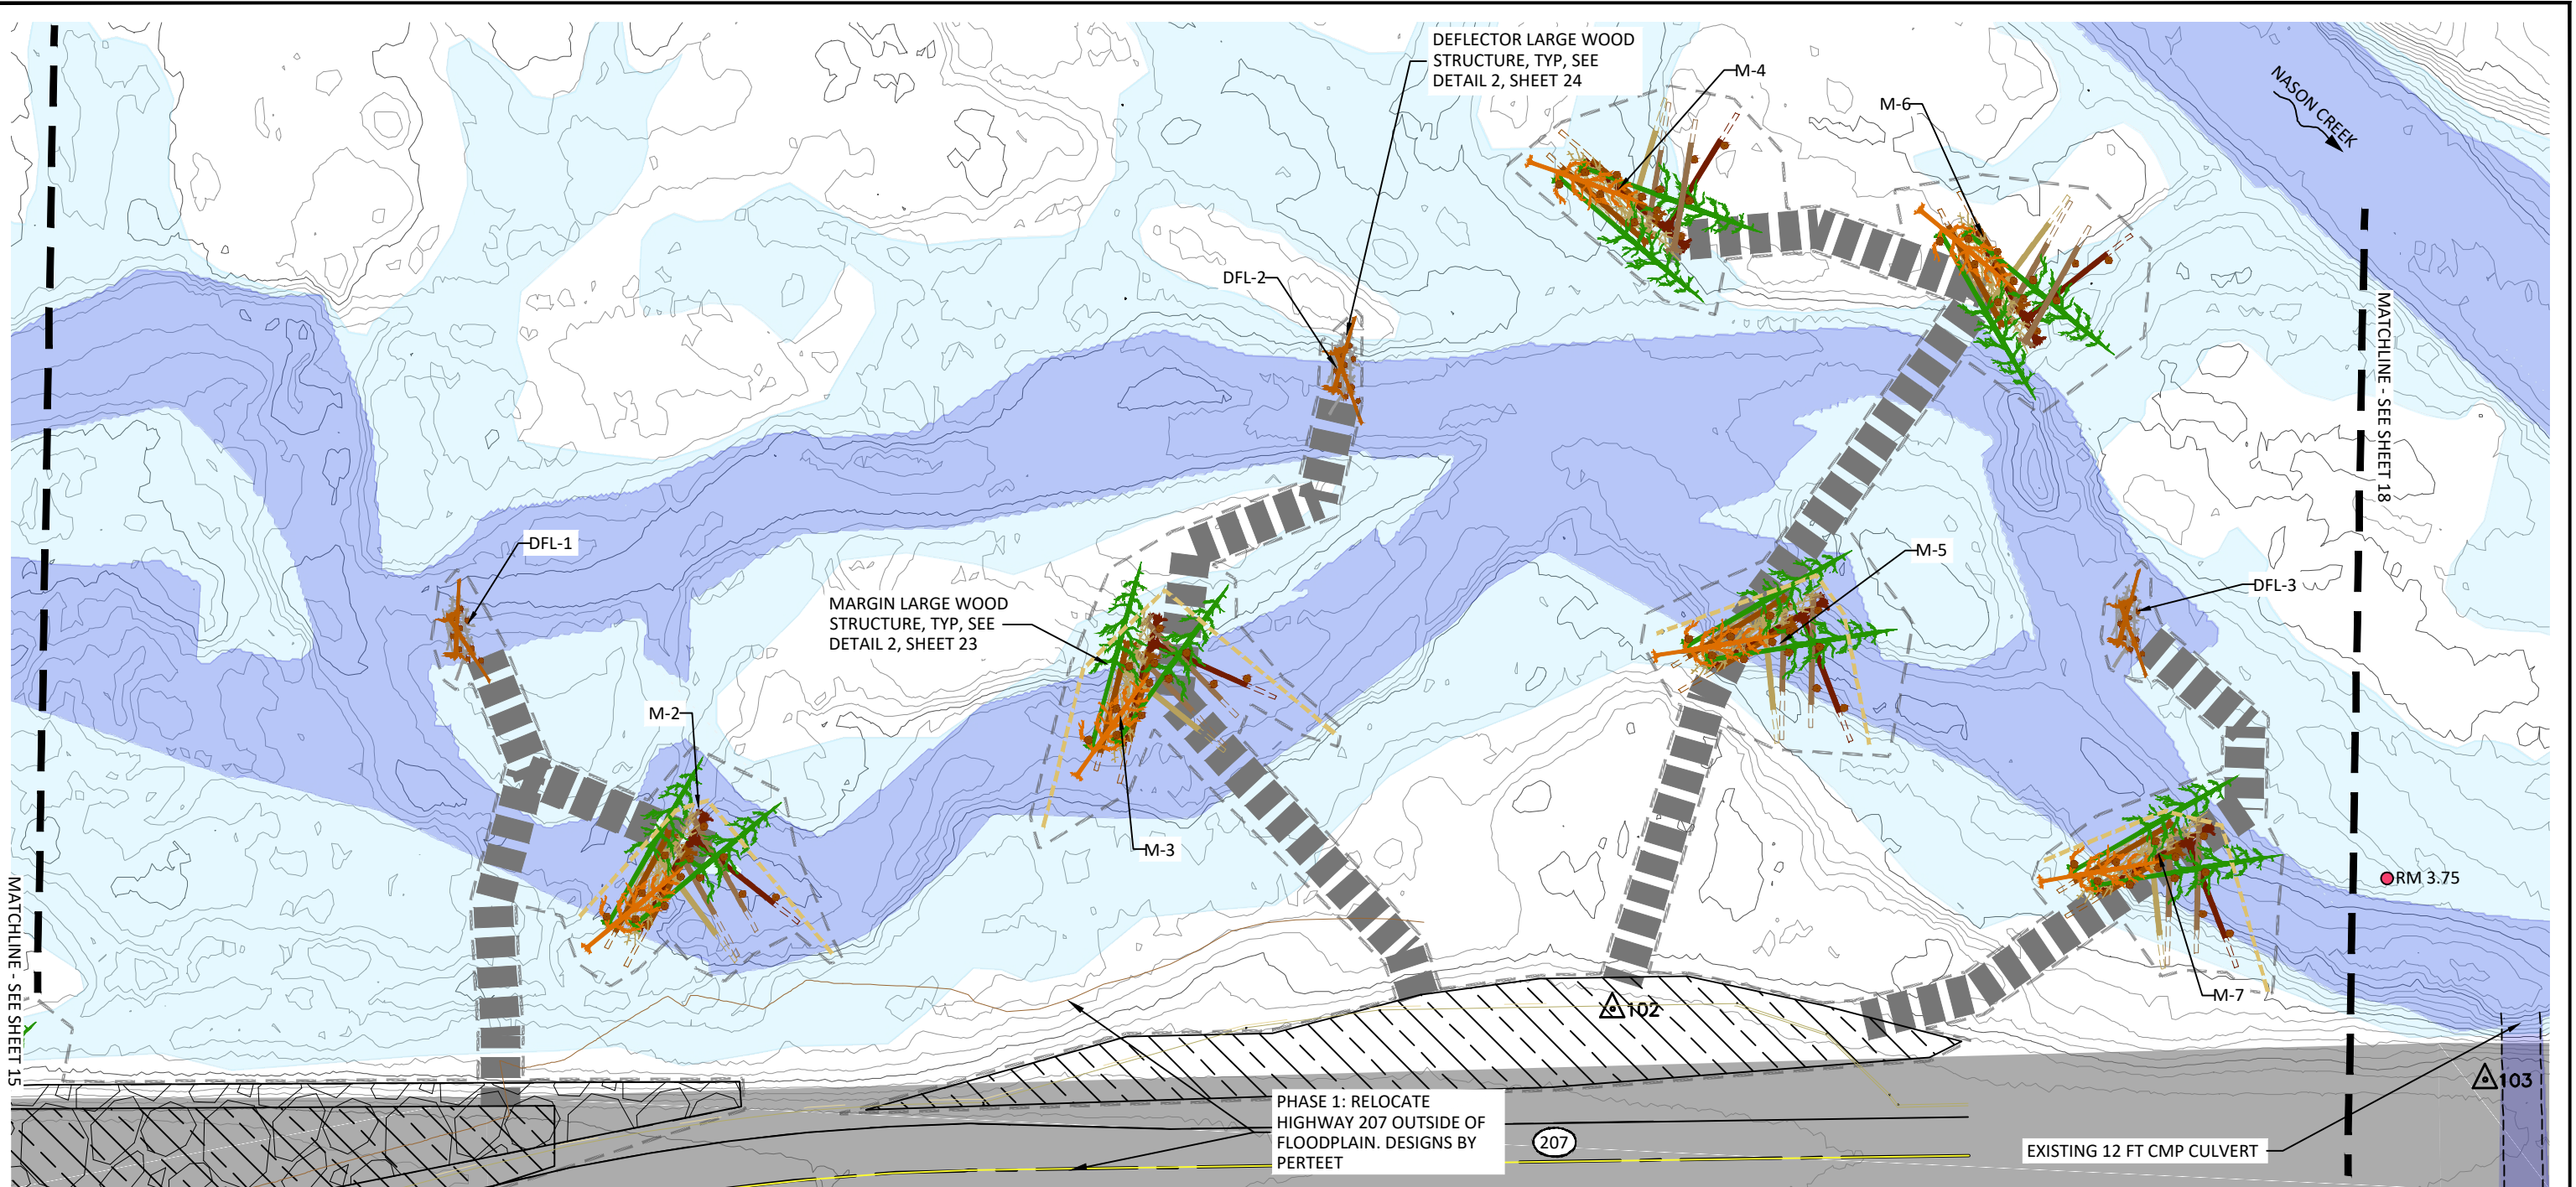 DEFLECTOR LARGE WOOD
STRUCTURE, TYP, SEE
DETAIL 2, SHEET 24
M-4
M-6
NASON CREEK
DFL-2
MATCHLINE - SEE SHEET 18
DFL-1
M-5
DFL-3
MARGIN LARGE WOOD
STRUCTURE, TYP, SEE
DETAIL 2, SHEET 23
M-2
M-3
RM 3.75
MATCHLINE - SEE SHEET 15
M-7
102
103
PHASE 1: RELOCATE
HIGHWAY 207 OUTSIDE OF
FLOODPLAIN. DESIGNS BY
PERTEET
207
EXISTING 12 FT CMP CULVERT